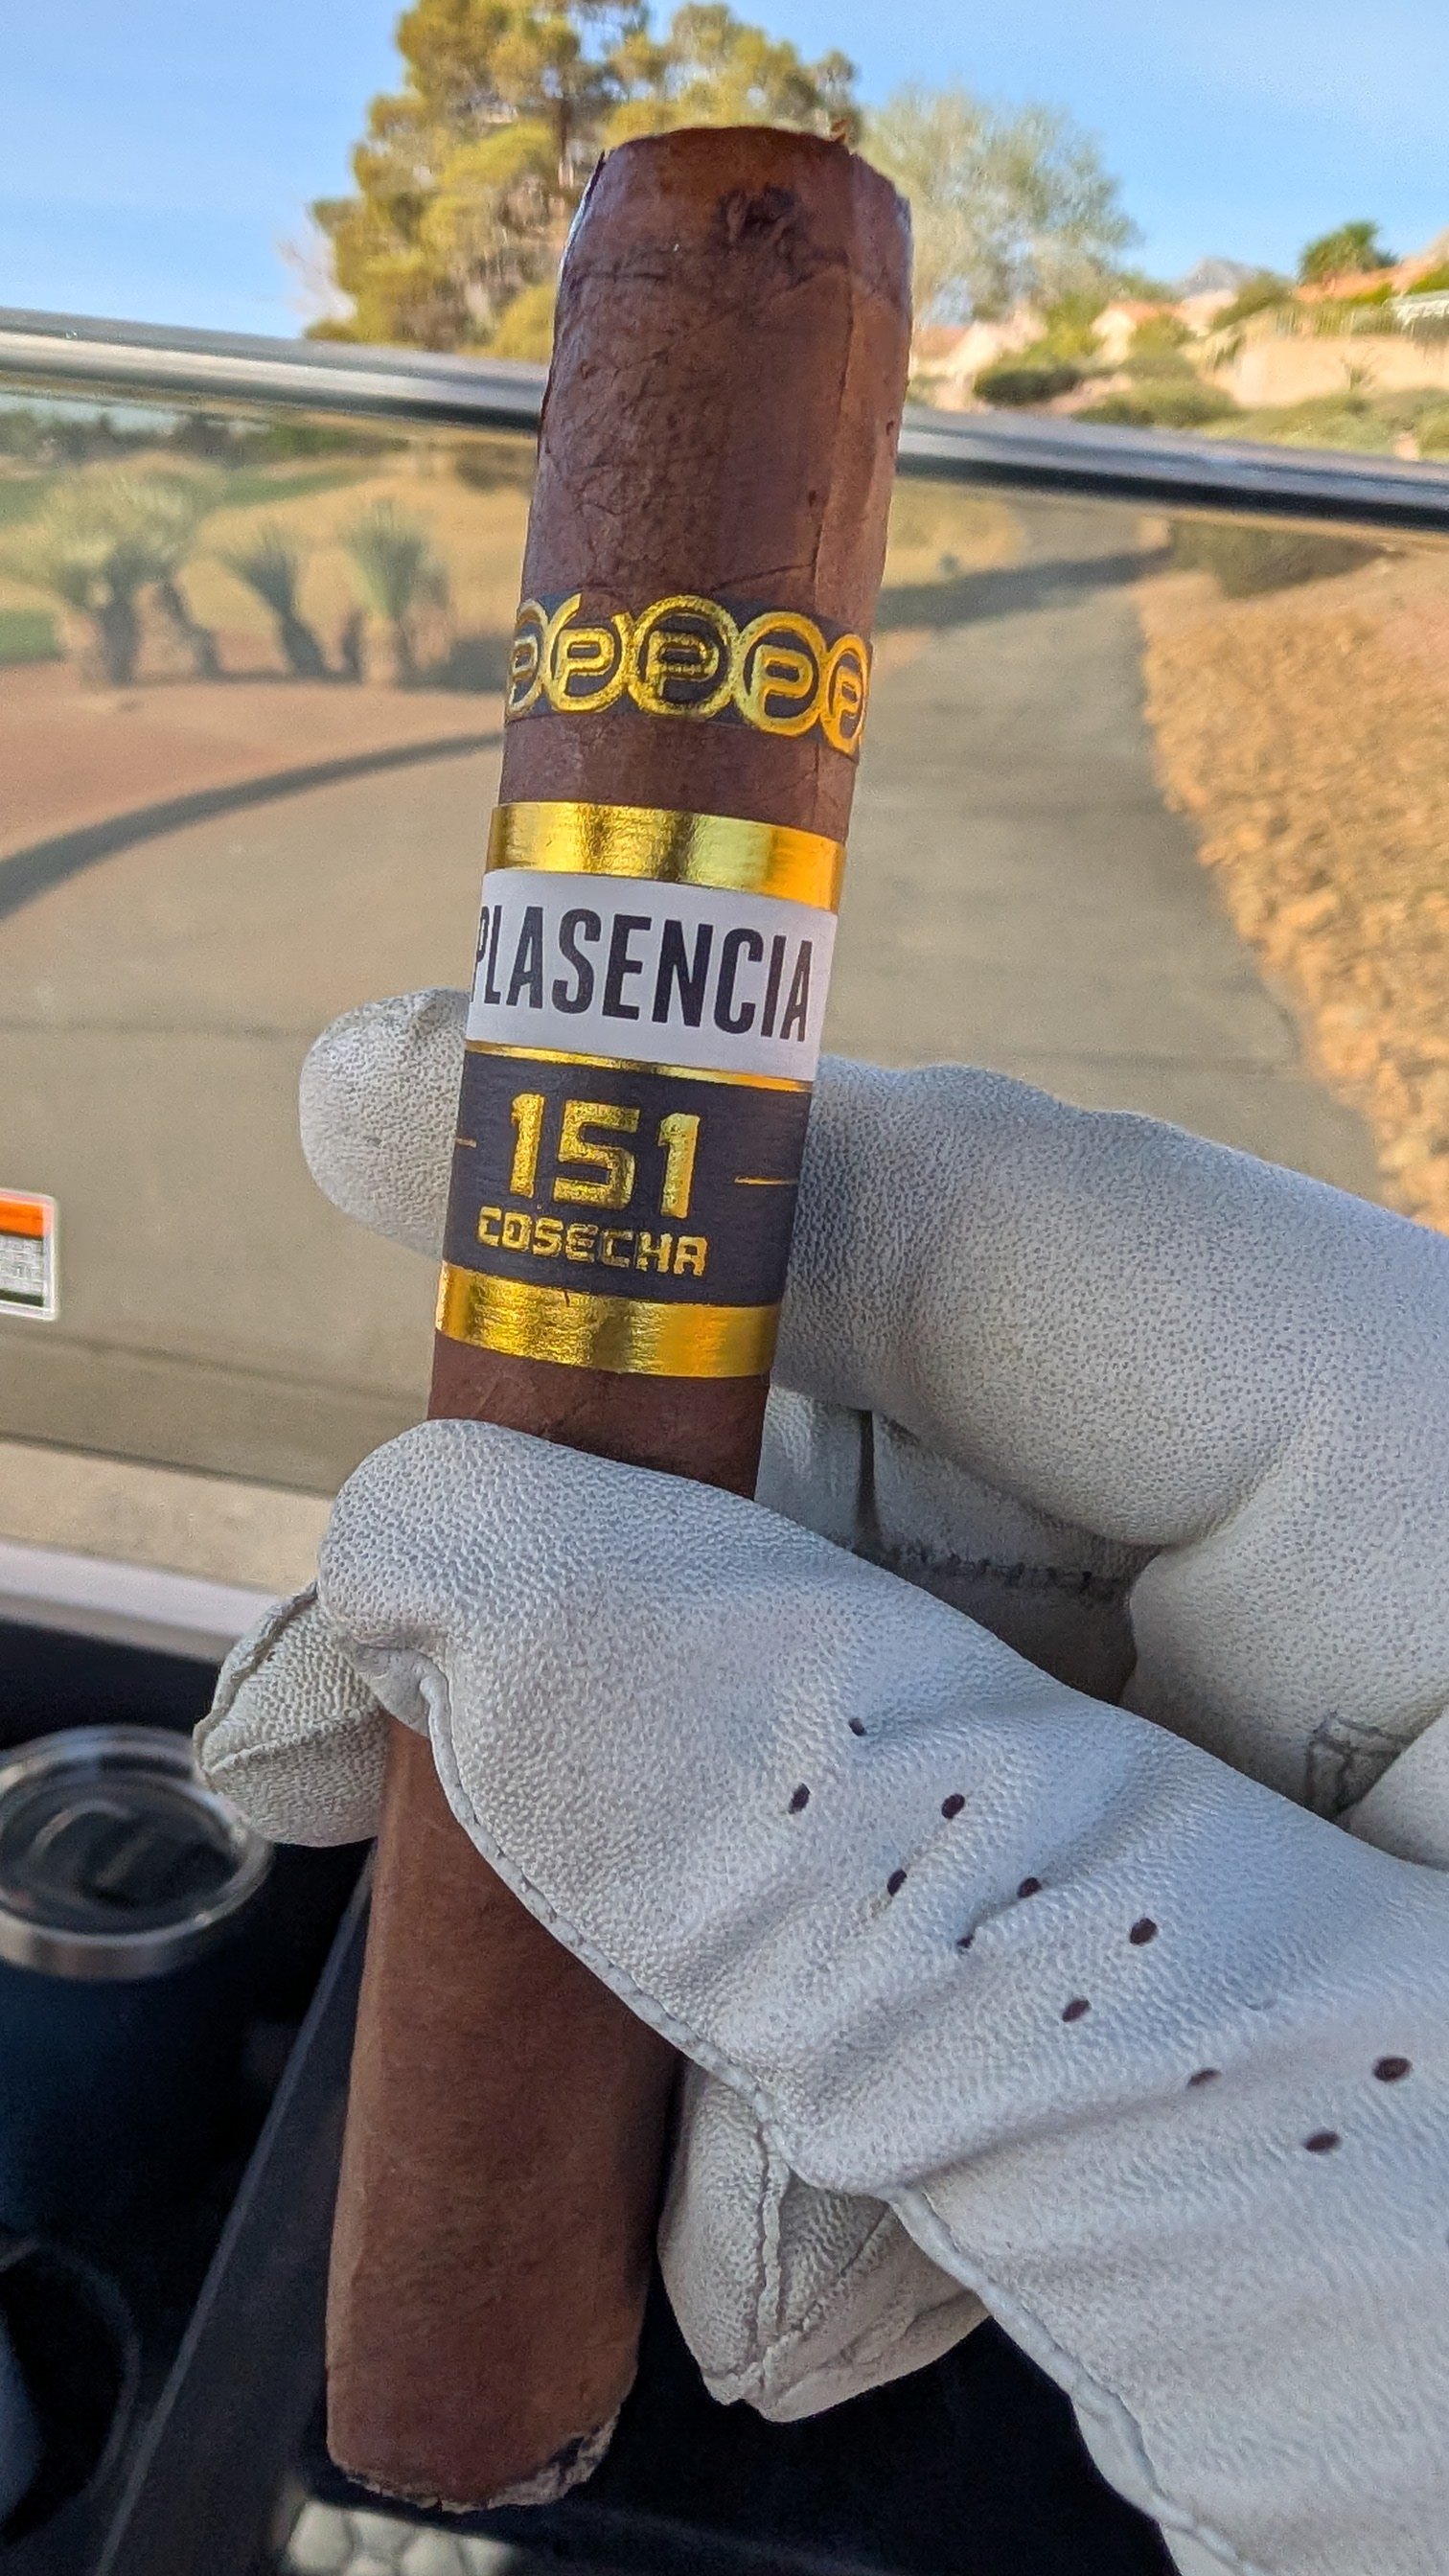 P P P P P
PLASENCIA
151
COSECHA